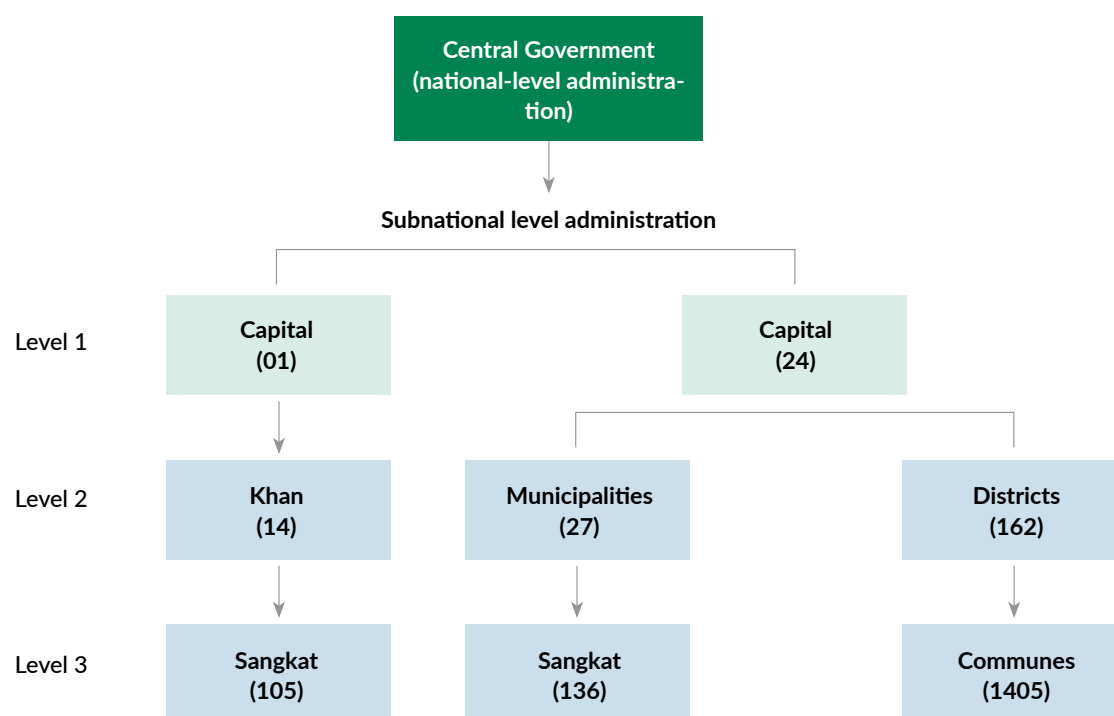 Central Government
(national-level administra-
tion)
Subnational level administration
Level 1
Capital
(01)
Capital
(24)
Level 2
Khan
(14)
Municipalities
(27)
Districts
(162)
Level 3
Sangkat
(105)
Sangkat
(136)
Communes
(1405)